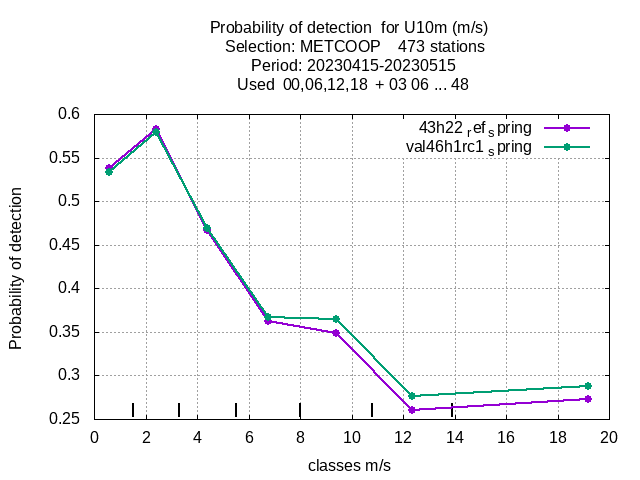 Probability of detection for U10m (m/s)
Selection: METCOOP 473 stations
Period: 20230415-20230515
Used 00,06,12,18 + 03 06 ... 48
0.6
0.55
0.5
0.45
0.4
0.35
0.3
0.25
Probability of detection
43h22 ref spring
val46h1rc1 spring
0 2 4 6 8 10 12 14 16 18 20
classes m/s